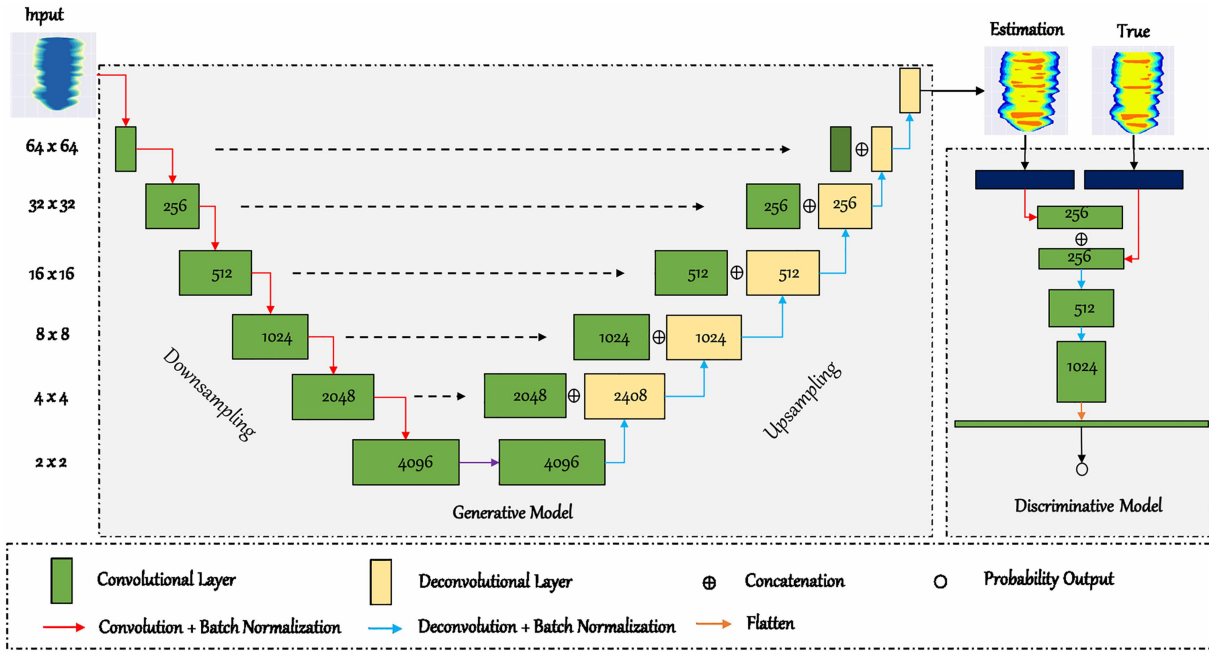 Input
Estimation
True
64 x 64
32 x 32
256
256
256
256
256
16 x 16
512
512
512
512
8 x 8
1024
1024
1024
1024
Downsampling
Upsampling
4 x 4
2048
2048
2408
2 x 2
4096
4096
Generative Model
Discriminative Model
Convolutional Layer
Deconvolutional Layer
Concatenation
Probability Output
Convolution + Batch Normalization
Deconvolution + Batch Normalization
Flatten